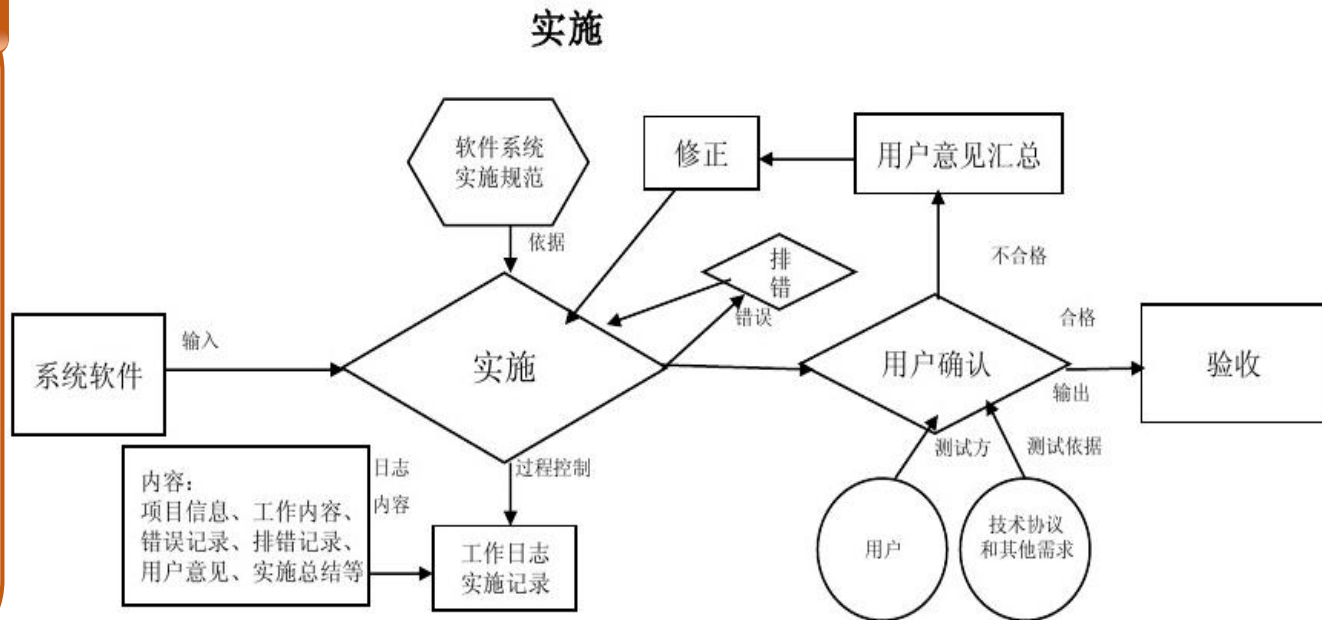 实施
软件系统
实施规范
修正
用户意见汇总
依据
排
错
不合格
错误
合格
输入
系统软件
实施
用户确认
验收
输出
测试方
测试依据
日志
内容
过程控制
内容:
项目信息、工作内容、
错误记录、排错记录、
用户意见、实施总结等
工作日志
实施记录
用户
技术协议
和其他需求